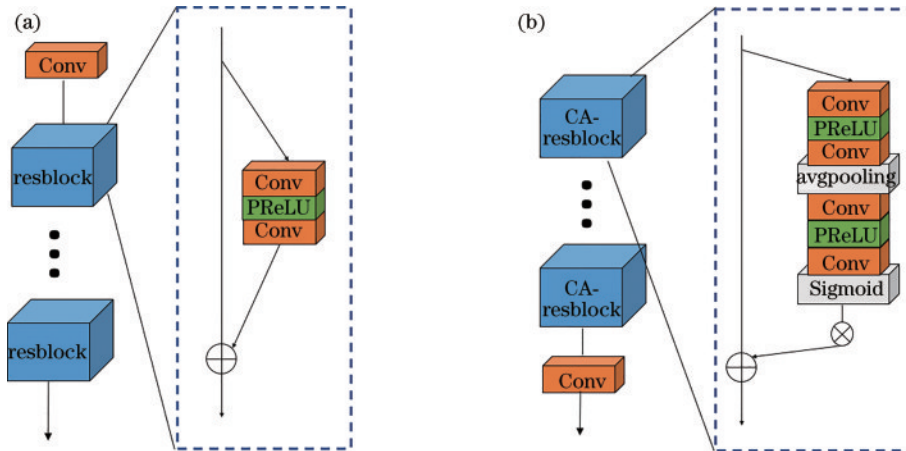 (a)
Conv
resblock
resblock
Conv
PReLU
Conv
(b)
CA-
resblock
CA-
resblock
Conv
Conv
PReLU
Conv
avgpooling
Conv
PReLU
Conv
Sigmoid